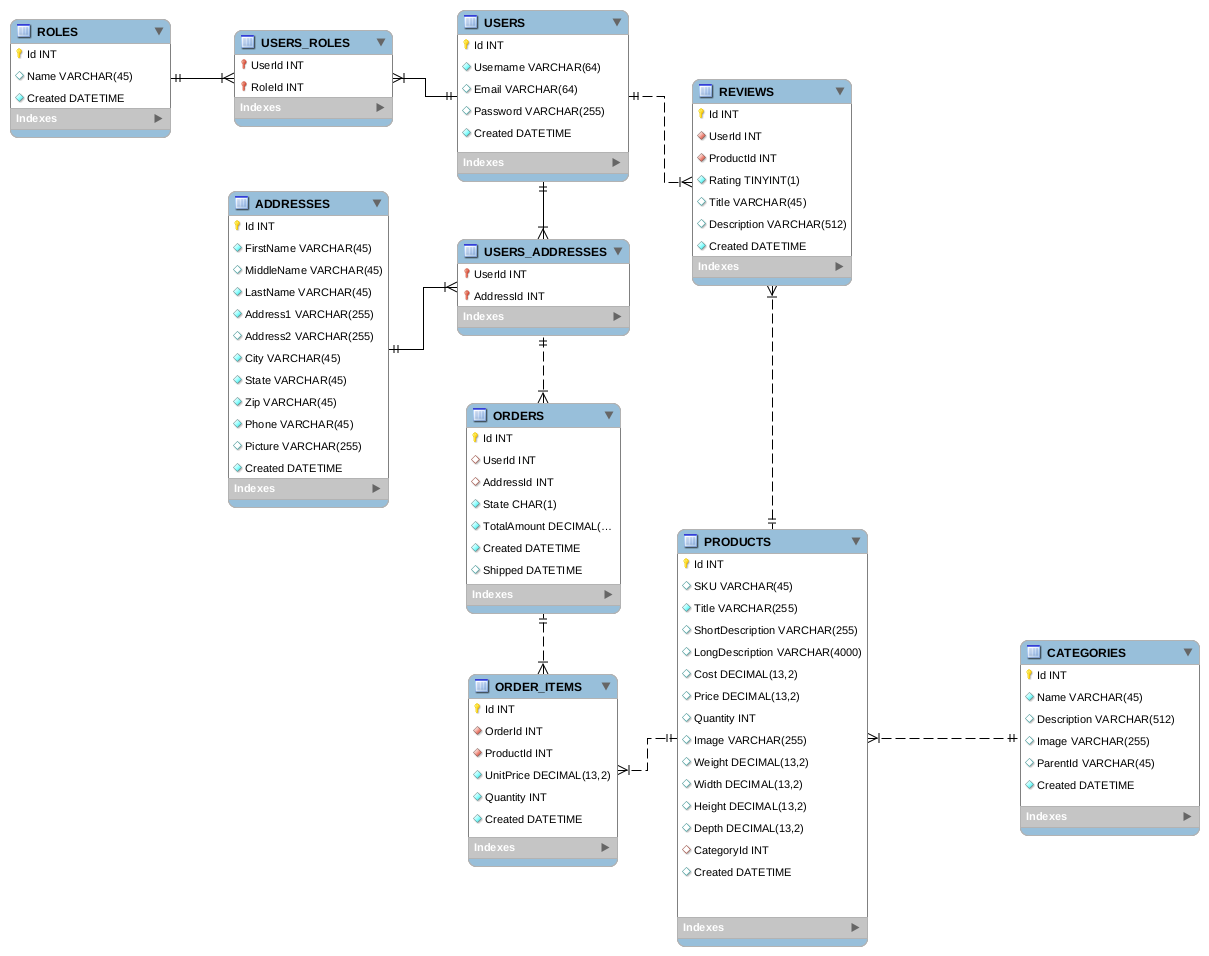 ROLES
Id INT
Name VARCHAR(45)
Created DATETIME
Indexes
USERS_ROLES
UserId INT
RoleId INT
Indexes
USERS
Id INT
Username VARCHAR(64)
Email VARCHAR(64)
Password VARCHAR(255)
Created DATETIME
Indexes
REVIEWS
Id INT
UserId INT
ProductId INT
Rating TINYINT(1)
Title VARCHAR(45)
Description VARCHAR(512)
Created DATETIME
Indexes
ADDRESSES
Id INT
FirstName VARCHAR(45)
MiddleName VARCHAR(45)
LastName VARCHAR(45)
Address1 VARCHAR(255)
Address2 VARCHAR(255)
City VARCHAR(45)
State VARCHAR(45)
Zip VARCHAR(45)
Phone VARCHAR(45)
Picture VARCHAR(255)
Created DATETIME
Indexes
USERS_ADDRESSES
UserId INT
AddressId INT
Indexes
ORDERS
Id INT
UserId INT
AddressId INT
State CHAR(1)
TotalAmount DECIMAL(...
Created DATETIME
Shipped DATETIME
Indexes
ORDER_ITEMS
Id INT
OrderId INT
ProductId INT
UnitPrice DECIMAL(13,2)
Quantity INT
Created DATETIME
Indexes
PRODUCTS
Id INT
SKU VARCHAR(45)
Title VARCHAR(255)
ShortDescription VARCHAR(255)
LongDescription VARCHAR(4000)
Cost DECIMAL(13,2)
Price DECIMAL(13,2)
Quantity INT
Image VARCHAR(255)
Weight DECIMAL(13,2)
Width DECIMAL(13,2)
Height DECIMAL(13,2)
Depth DECIMAL(13,2)
CategoryId INT
Created DATETIME
Indexes
CATEGORIES
Id INT
Name VARCHAR(45)
Description VARCHAR(512)
Image VARCHAR(255)
ParentId VARCHAR(45)
Created DATETIME
Indexes